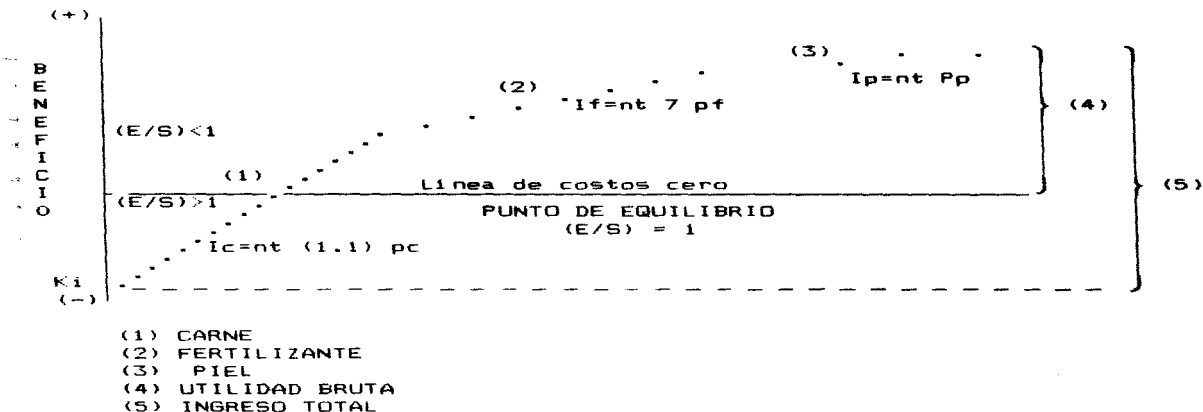 (+)
BENEFICIO
(3)
Ip=nt Pp
(2)
If=nt 7 pf
(4)
(E/S)<1
(1)
Linea de costos cero
(5)
(E/S)>1
PUNTO DE EQUILIBRIO
(E/S) = 1
Ic=nt (1.1) pc
Ki
(-)
(1) CARNE
(2) FERTILIZANTE
(3) PIEL
(4) UTILIDAD BRUTA
(5) INGRESO TOTAL